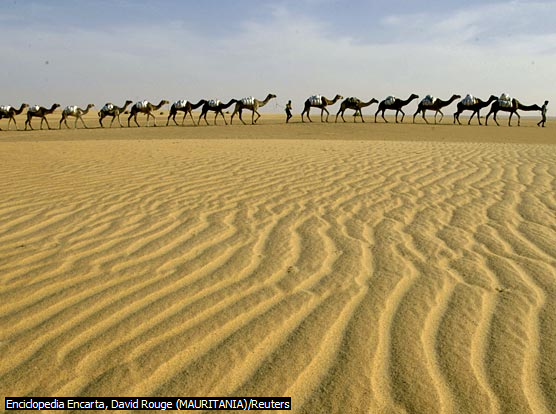 Enciclopedia Encarta, David Rouge (MAURITANIA)/Reuters